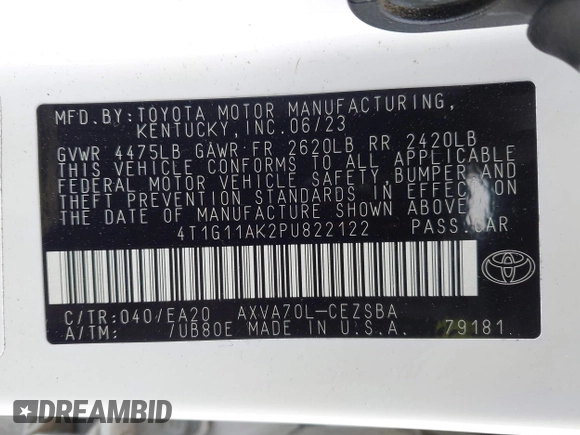 MFD.BY:TOYOTA MOTOR MANUFACTURING,
KENTUCKY, INC.06/23
GVWR 4475LB GAWR FR 2620LB RR 2420LB
THIS VEHICLE CONFORMS TO ALL APPLICABLE
FEDERAL MOTOR VEHICLE SAFETY, BUMPER AND
THEFT PREVENTION STANDARDS IN EFFECT ON
THE DATE OF MANUFACTURE SHOWN ABOVE.
4T1G11AK2PU822122 PASS.CAR
C/TR:040/EA20 AXVA70L-CEZSBA
A/TM: /UB80E MADE IN U.S.A. 79181
DREAMBID